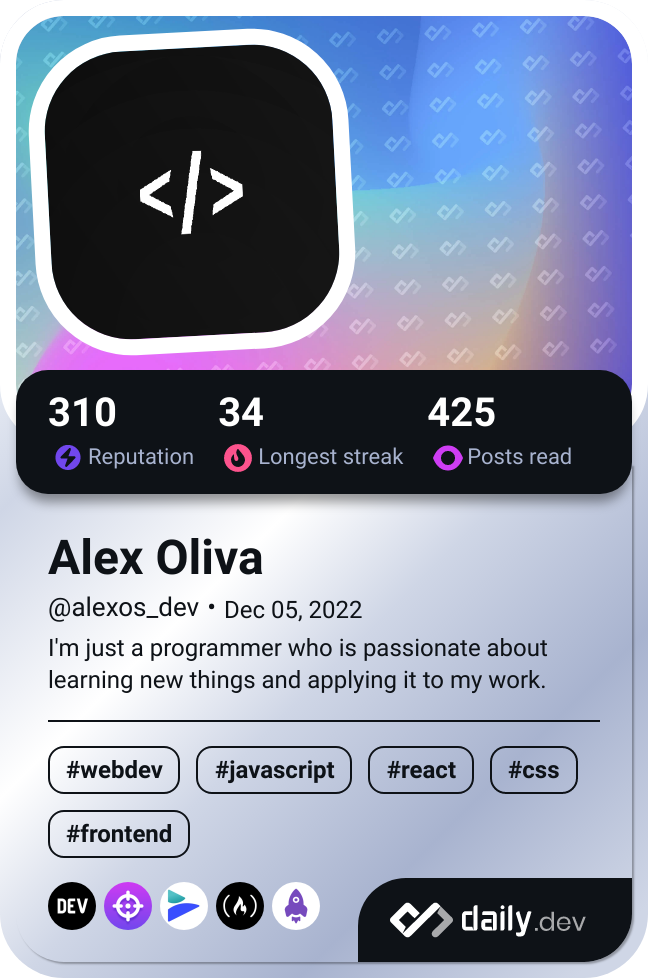 </>
310 34 425
Reputation Longest streak Posts read
Alex Oliva
@alexos_dev • Dec 05, 2022
I'm just a programmer who is passionate about
learning new things and applying it to my work.
#webdev #javascript #react #css
#frontend
DEV daily.dev